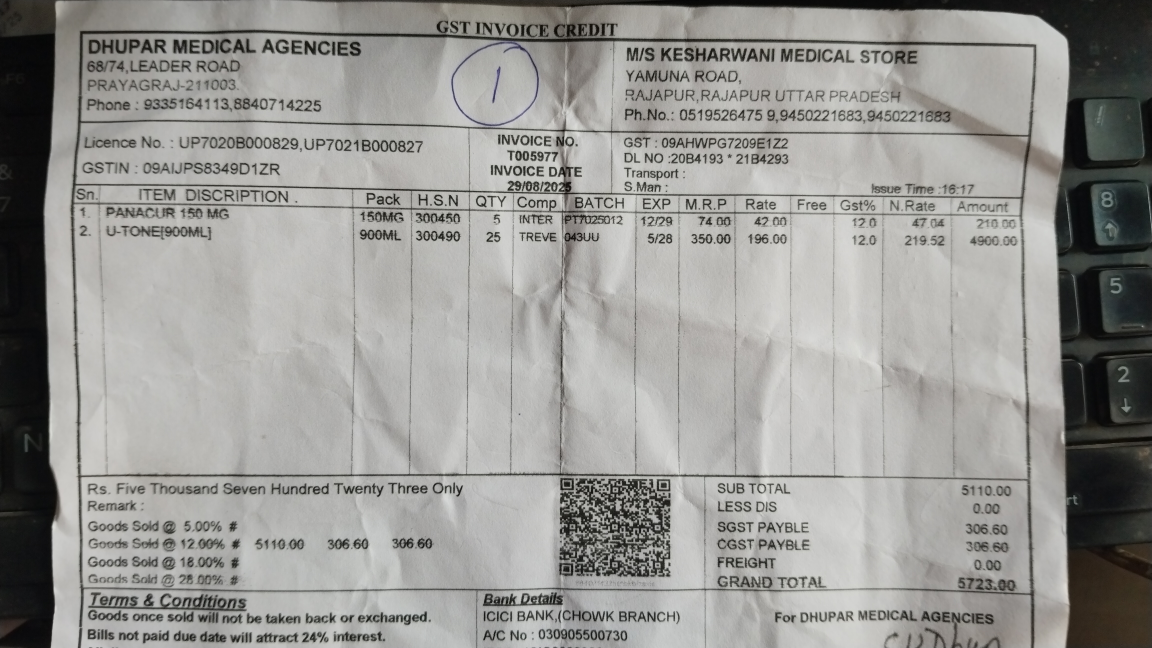 GST INVOICE CREDIT
DHUPAR MEDICAL AGENCIES
68/74,LEADER ROAD
PRAYAGRAJ-211003.
Phone : 9335164113,8840714225
1
M/S KESHARWANI MEDICAL STORE
YAMUNA ROAD,
RAJAPUR,RAJAPUR UTTAR PRADESH
Ph.No.: 0519526475 9,9450221683,9450221683
Licence No. : UP7020B000829,UP7021B000827
GSTIN : 09AIJPS8349D1ZR
INVOICE NO.
T005977
INVOICE DATE
29/08/2025
GST : 09AHWPG7209E1Z2
DL NO :20B4193 * 21B4293
Transport :
S.Man : Issue Time :16:17
Sn. ITEM DISCRIPTION . Pack H.S.N QTY Comp BATCH EXP M.R.P Rate Free Gst% N.Rate Amount
1. PANACUR 150 MG 150MG 300450 5 INTER PT7025012 12/29 74.00 42.00 12.0 47.04 210.00
2. U-TONE[900ML] 900ML 300490 25 TREVE 043UU 5/28 350.00 196.00 12.0 219.52 4900.00
Rs. Five Thousand Seven Hundred Twenty Three Only
Remark :
Goods Sold @ 5.00% #
Goods Sold @ 12.00% # 5110.00 306.60 306.60
Goods Sold @ 18.00% #
Goods Sold @ 28.00% #
SUB TOTAL 5110.00
LESS DIS 0.00
SGST PAYBLE 306.60
CGST PAYBLE 306.60
FREIGHT 0.00
GRAND TOTAL 5723.00
Terms & Conditions
Goods once sold will not be taken back or exchanged.
Bills not paid due date will attract 24% interest.
Bank Details
ICICI BANK,(CHOWK BRANCH)
A/C No : 030905500730
For DHUPAR MEDICAL AGENCIES